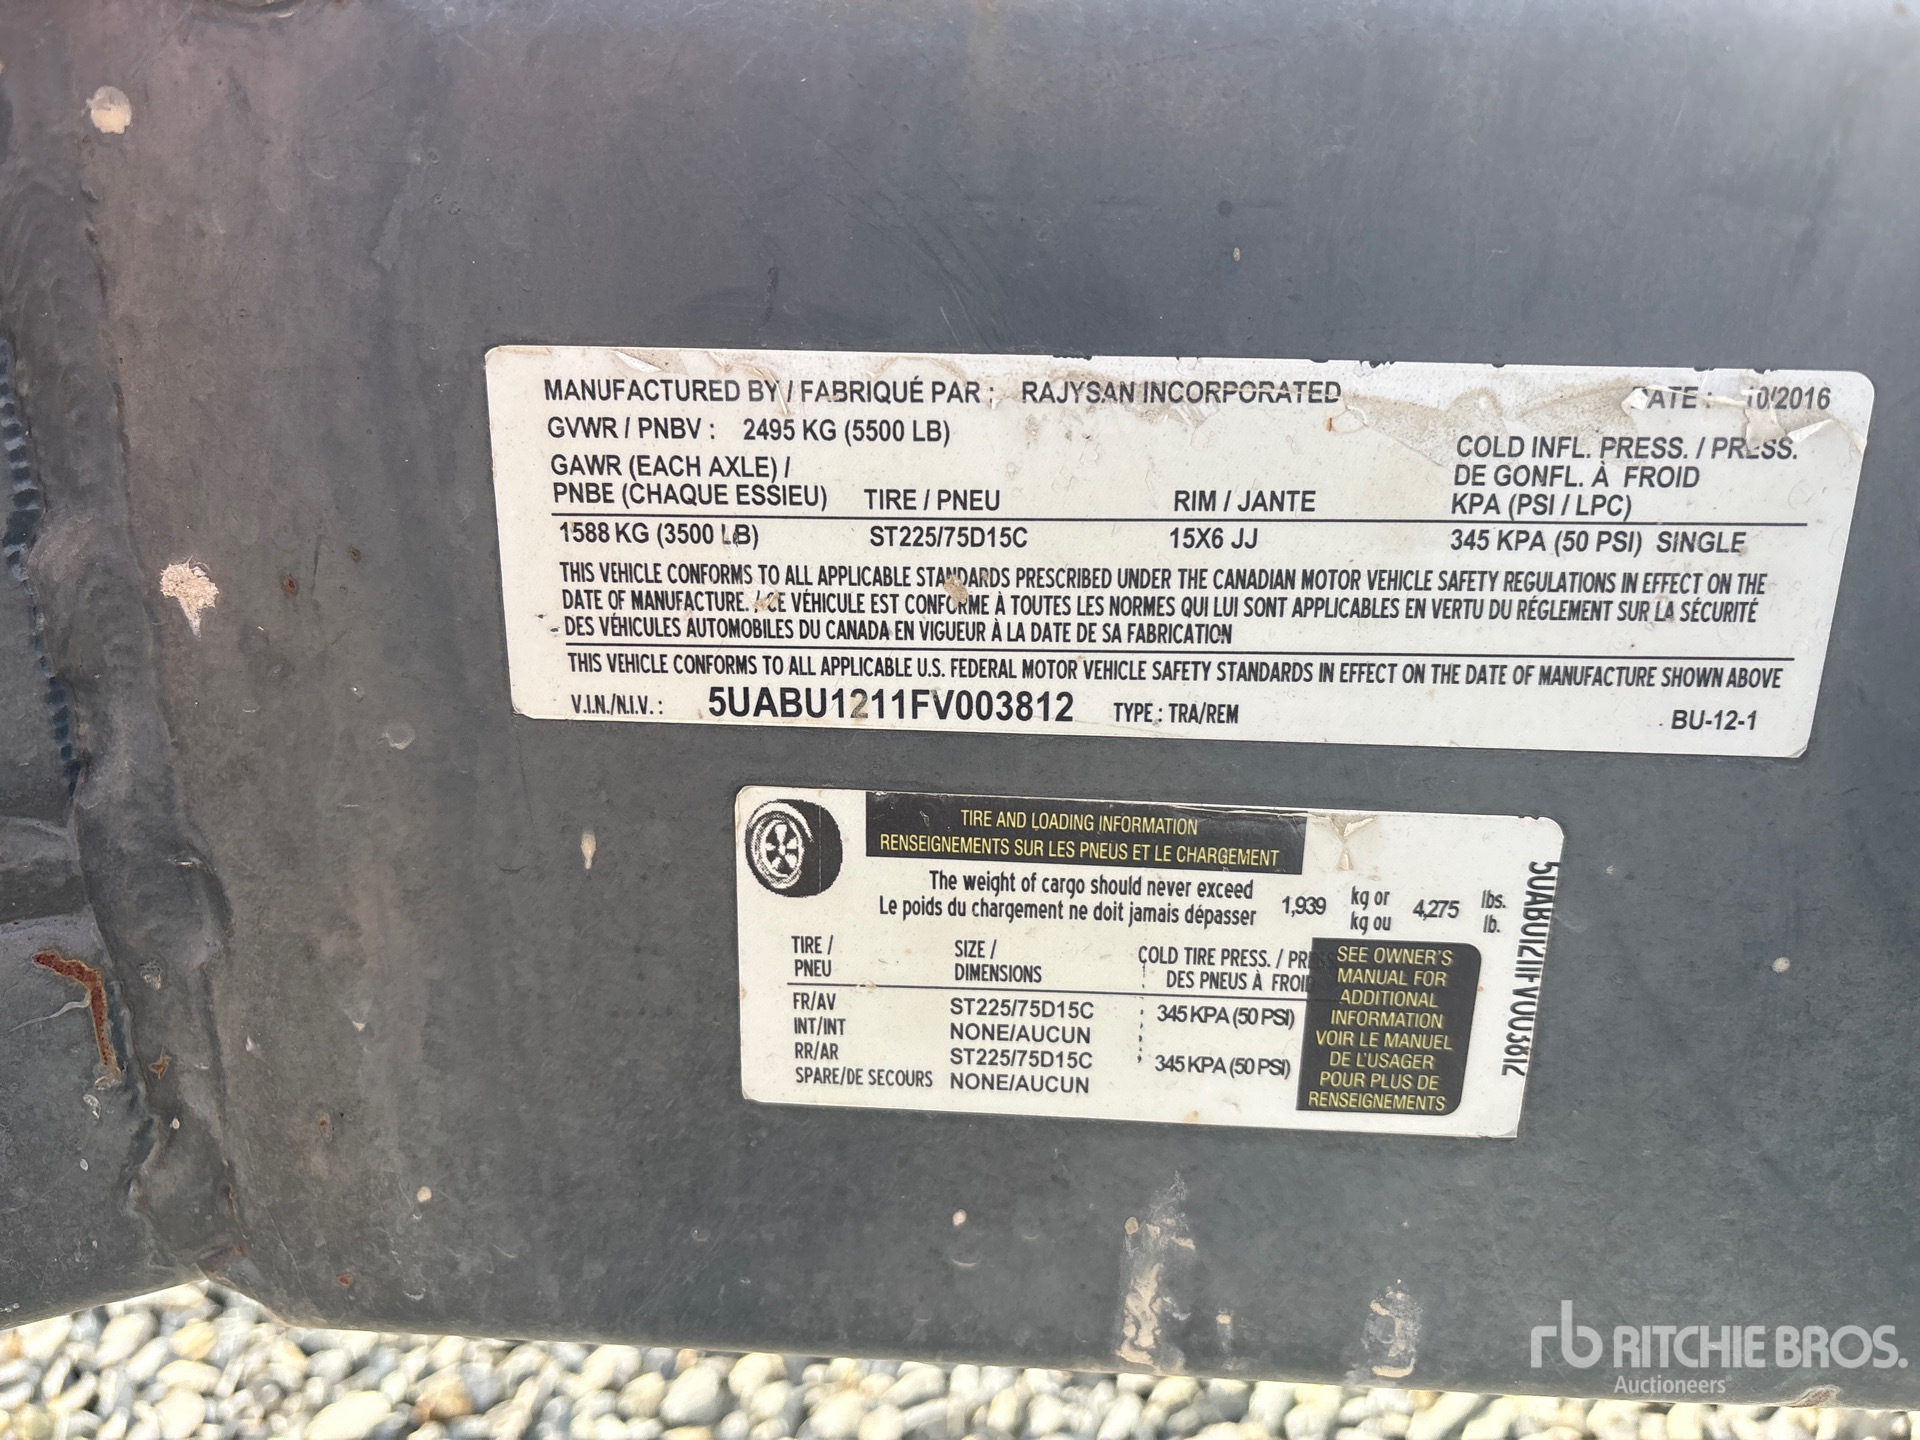 MANUFACTURED BY / FABRIQUÉ PAR : RAJYSAN INCORPORATED DATE : 10/2016
GVWR / PNBV : 2495 KG (5500 LB)
GAWR (EACH AXLE) /
PNBE (CHAQUE ESSIEU) TIRE / PNEU RIM / JANTE
COLD INFL. PRESS. / PRESS.
DE GONFL. À FROID
KPA (PSI / LPC)
1588 KG (3500 LB) ST225/75D15C 15X6 JJ 345 KPA (50 PSI) SINGLE
THIS VEHICLE CONFORMS TO ALL APPLICABLE STANDARDS PRESCRIBED UNDER THE CANADIAN MOTOR VEHICLE SAFETY REGULATIONS IN EFFECT ON THE
DATE OF MANUFACTURE. / CE VÉHICULE EST CONFORME À TOUTES LES NORMES QUI LUI SONT APPLICABLES EN VERTU DU RÉGLEMENT SUR LA SÉCURITÉ
DES VÉHICULES AUTOMOBILES DU CANADA EN VIGUEUR À LA DATE DE SA FABRICATION
THIS VEHICLE CONFORMS TO ALL APPLICABLE U.S. FEDERAL MOTOR VEHICLE SAFETY STANDARDS IN EFFECT ON THE DATE OF MANUFACTURE SHOWN ABOVE
V.I.N./N.I.V.: 5UABU1211FV003812 TYPE : TRA/REM BU-12-1
TIRE AND LOADING INFORMATION
RENSEIGNEMENTS SUR LES PNEUS ET LE CHARGEMENT
The weight of cargo should never exceed 1,939 kg or 4,275 lbs.
Le poids du chargement ne doit jamais dépasser kg ou lb.
TIRE / SIZE / COLD TIRE PRESS. / PRESS
PNEU DIMENSIONS DES PNEUS À FROID
FR/AV ST225/75D15C 345 KPA (50 PSI)
INT/INT NONE/AUCUN
RR/AR ST225/75D15C 345 KPA (50 PSI)
SPARE/DE SECOURS NONE/AUCUN
SEE OWNER'S
MANUAL FOR
ADDITIONAL
INFORMATION
VOIR LE MANUEL
DE L'USAGER
POUR PLUS DE
RENSEIGNEMENTS
5UABU1211FV003812
rb RITCHIE BROS.
Auctioneers